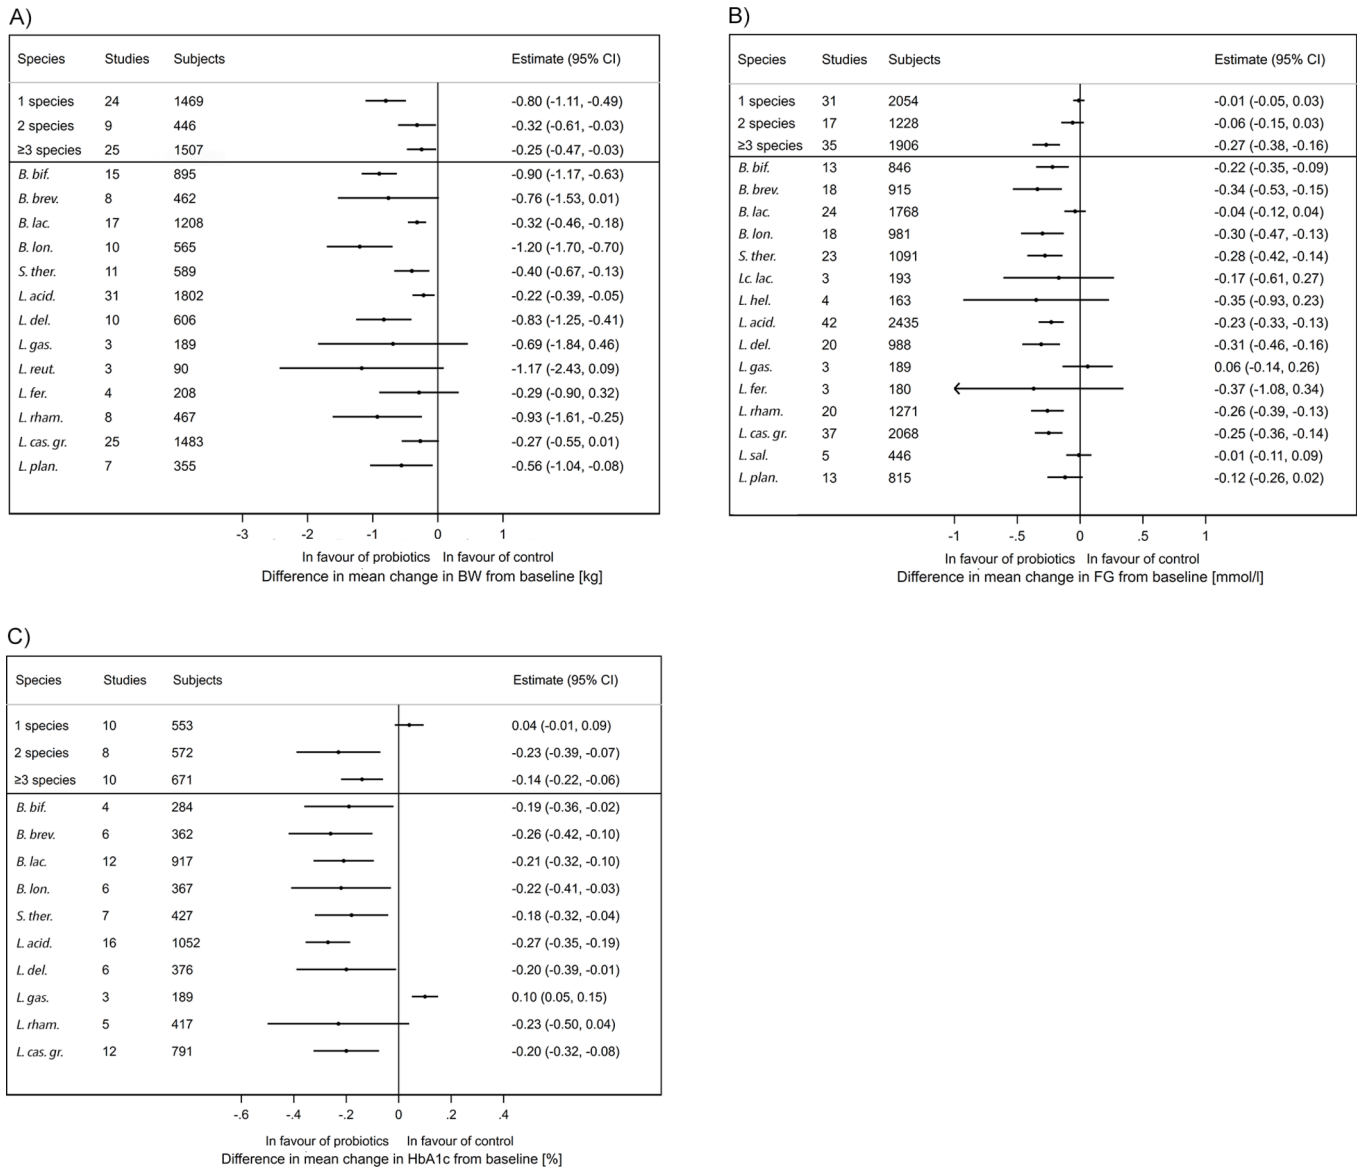 A)
Species Studies Subjects Estimate (95% CI)
1 species 24 1469 -0.80 (-1.11, -0.49)
2 species 9 446 -0.32 (-0.61, -0.03)
≥3 species 25 1507 -0.25 (-0.47, -0.03)
B. bif. 15 895 -0.90 (-1.17, -0.63)
B. brev. 8 462 -0.76 (-1.53, 0.01)
B. lac. 17 1208 -0.32 (-0.46, -0.18)
B. lon. 10 565 -1.20 (-1.70, -0.70)
S. ther. 11 589 -0.40 (-0.67, -0.13)
L. acid. 31 1802 -0.22 (-0.39, -0.05)
L. del. 10 606 -0.83 (-1.25, -0.41)
L. gas. 3 189 -0.69 (-1.84, 0.46)
L. reut. 3 90 -1.17 (-2.43, 0.09)
L. fer. 4 208 -0.29 (-0.90, 0.32)
L. rham. 8 467 -0.93 (-1.61, -0.25)
L. cas. gr. 25 1483 -0.27 (-0.55, 0.01)
L. plan. 7 355 -0.56 (-1.04, -0.08)
-3 -2 -1 0 1
In favour of probiotics In favour of control
Difference in mean change in BW from baseline [kg]
B)
Species Studies Subjects Estimate (95% CI)
1 species 31 2054 -0.01 (-0.05, 0.03)
2 species 17 1228 -0.06 (-0.15, 0.03)
≥3 species 35 1906 -0.27 (-0.38, -0.16)
B. bif. 13 846 -0.22 (-0.35, -0.09)
B. brev. 18 915 -0.34 (-0.53, -0.15)
B. lac. 24 1768 -0.04 (-0.12, 0.04)
B. lon. 18 981 -0.30 (-0.47, -0.13)
S. ther. 23 1091 -0.28 (-0.42, -0.14)
Lc. lac. 3 193 -0.17 (-0.61, 0.27)
L. hel. 4 163 -0.35 (-0.93, 0.23)
L. acid. 42 2435 -0.23 (-0.33, -0.13)
L. del. 20 988 -0.31 (-0.46, -0.16)
L. gas. 3 189 0.06 (-0.14, 0.26)
L. fer. 3 180 -0.37 (-1.08, 0.34)
L. rham. 20 1271 -0.26 (-0.39, -0.13)
L. cas. gr. 37 2068 -0.25 (-0.36, -0.14)
L. sal. 5 446 -0.01 (-0.11, 0.09)
L. plan. 13 815 -0.12 (-0.26, 0.02)
-1 -.5 0 .5 1
In favour of probiotics In favour of control
Difference in mean change in FG from baseline [mmol/l]
C)
Species Studies Subjects Estimate (95% CI)
1 species 10 553 0.04 (-0.01, 0.09)
2 species 8 572 -0.23 (-0.39, -0.07)
≥3 species 10 671 -0.14 (-0.22, -0.06)
B. bif. 4 284 -0.19 (-0.36, -0.02)
B. brev. 6 362 -0.26 (-0.42, -0.10)
B. lac. 12 917 -0.21 (-0.32, -0.10)
B. lon. 6 367 -0.22 (-0.41, -0.03)
S. ther. 7 427 -0.18 (-0.32, -0.04)
L. acid. 16 1052 -0.27 (-0.35, -0.19)
L. del. 6 376 -0.20 (-0.39, -0.01)
L. gas. 3 189 0.10 (0.05, 0.15)
L. rham. 5 417 -0.23 (-0.50, 0.04)
L. cas. gr. 12 791 -0.20 (-0.32, -0.08)
-.6 -.4 -.2 0 .2 .4
In favour of probiotics In favour of control
Difference in mean change in HbA1c from baseline [%]